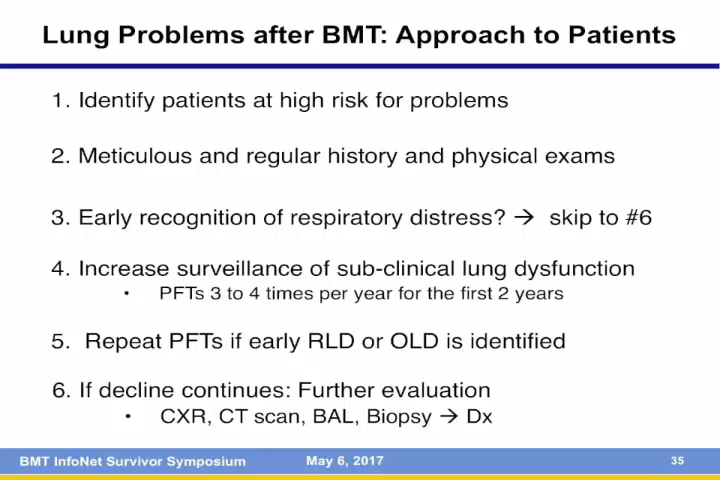 Lung Problems after BMT: Approach to Patients
1. Identify patients at high risk for problems
2. Meticulous and regular history and physical exams
3. Early recognition of respiratory distress? → skip to #6
4. Increase surveillance of sub-clinical lung dysfunction
• PFTs 3 to 4 times per year for the first 2 years
5. Repeat PFTs if early RLD or OLD is identified
6. If decline continues: Further evaluation
• CXR, CT scan, BAL, Biopsy → Dx
BMT InfoNet Survivor Symposium May 6, 2017 35